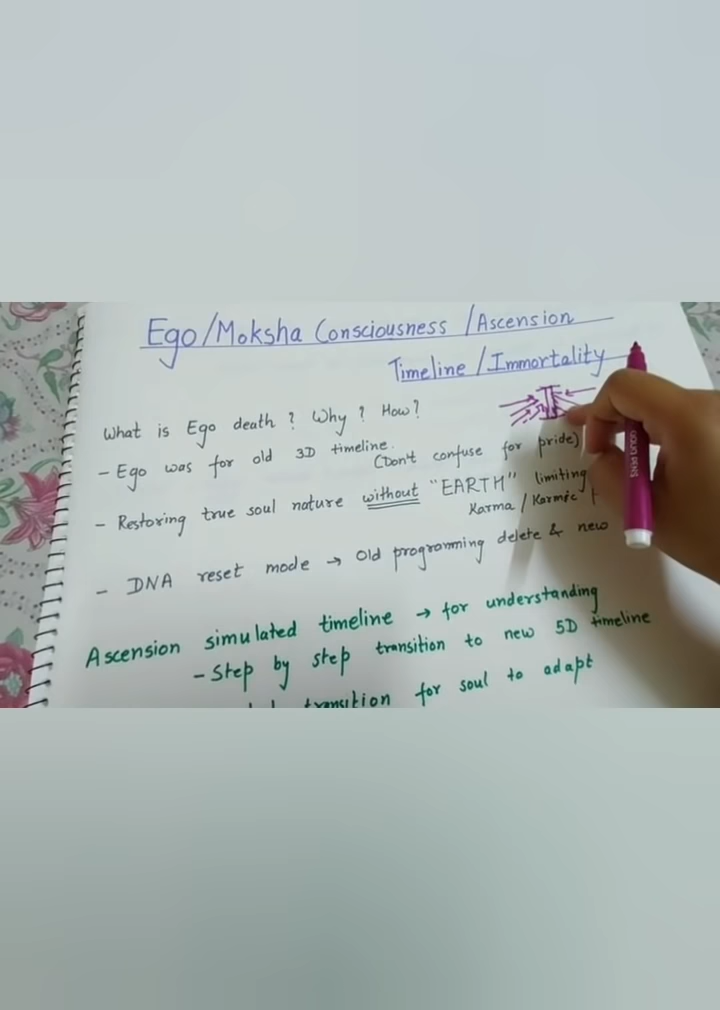 Ego/Moksha Consciousness /Ascension
Timeline /Immortality
What is Ego death? Why? How?
- Ego was for old 3D timeline.
(Don't confuse for pride)
- Restoring true soul nature without "EARTH" limiting
Karma / Karmic
- DNA reset mode → Old programming delete & new
Ascension simulated timeline → for understanding
- Step by step transition to new 5D timeline
transition for soul to adapt